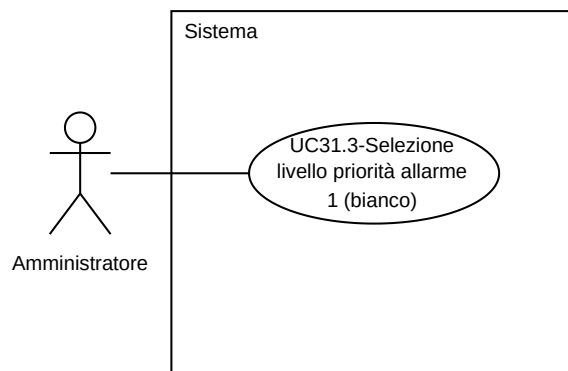 Sistema
UC31.3-Selezione
livello priorità allarme
1 (bianco)
Amministratore